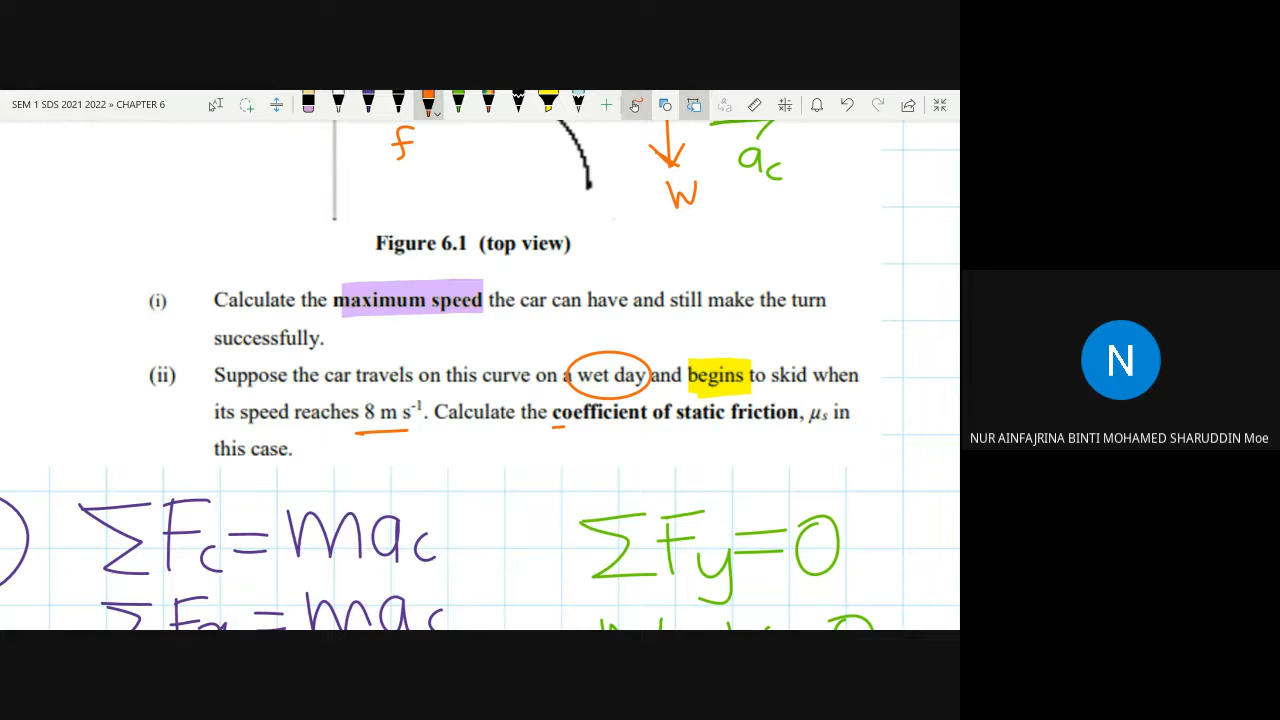 SEM 1 SDS 2021 2022 » CHAPTER 6
f
W
ac
Figure 6.1 (top view)
(i) Calculate the maximum speed the car can have and still make the turn
successfully.
(ii) Suppose the car travels on this curve on a wet day and begins to skid when
its speed reaches 8 m s⁻¹. Calculate the coefficient of static friction, μs in
this case.
ΣFc = mac
ΣFy = 0
= mac
N
NUR AINFAJRINA BINTI MOHAMED SHARUDDIN Moe